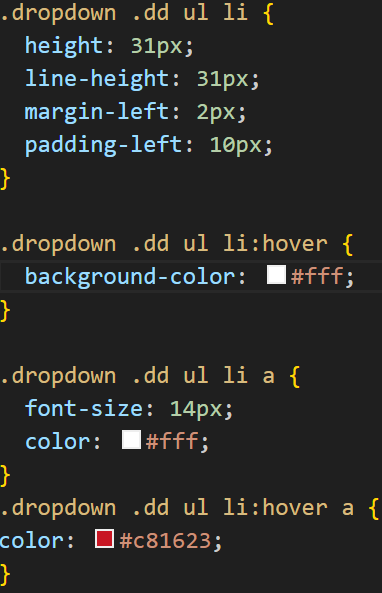 .dropdown .dd ul li {
  height: 31px;
  line-height: 31px;
  margin-left: 2px;
  padding-left: 10px;
}

.dropdown .dd ul li:hover {
  background-color: #fff;
}

.dropdown .dd ul li a {
  font-size: 14px;
  color: #fff;
}
.dropdown .dd ul li:hover a {
color: #c81623;
}